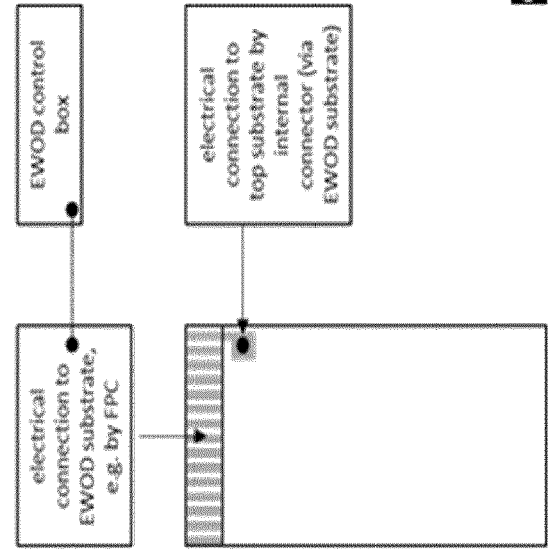 electrical
connection to
EWOD substrate,
e.g. by FPC
EWOD control
box
electrical
connection to
top substrate by
internal
connector (via
EWOD substrate)